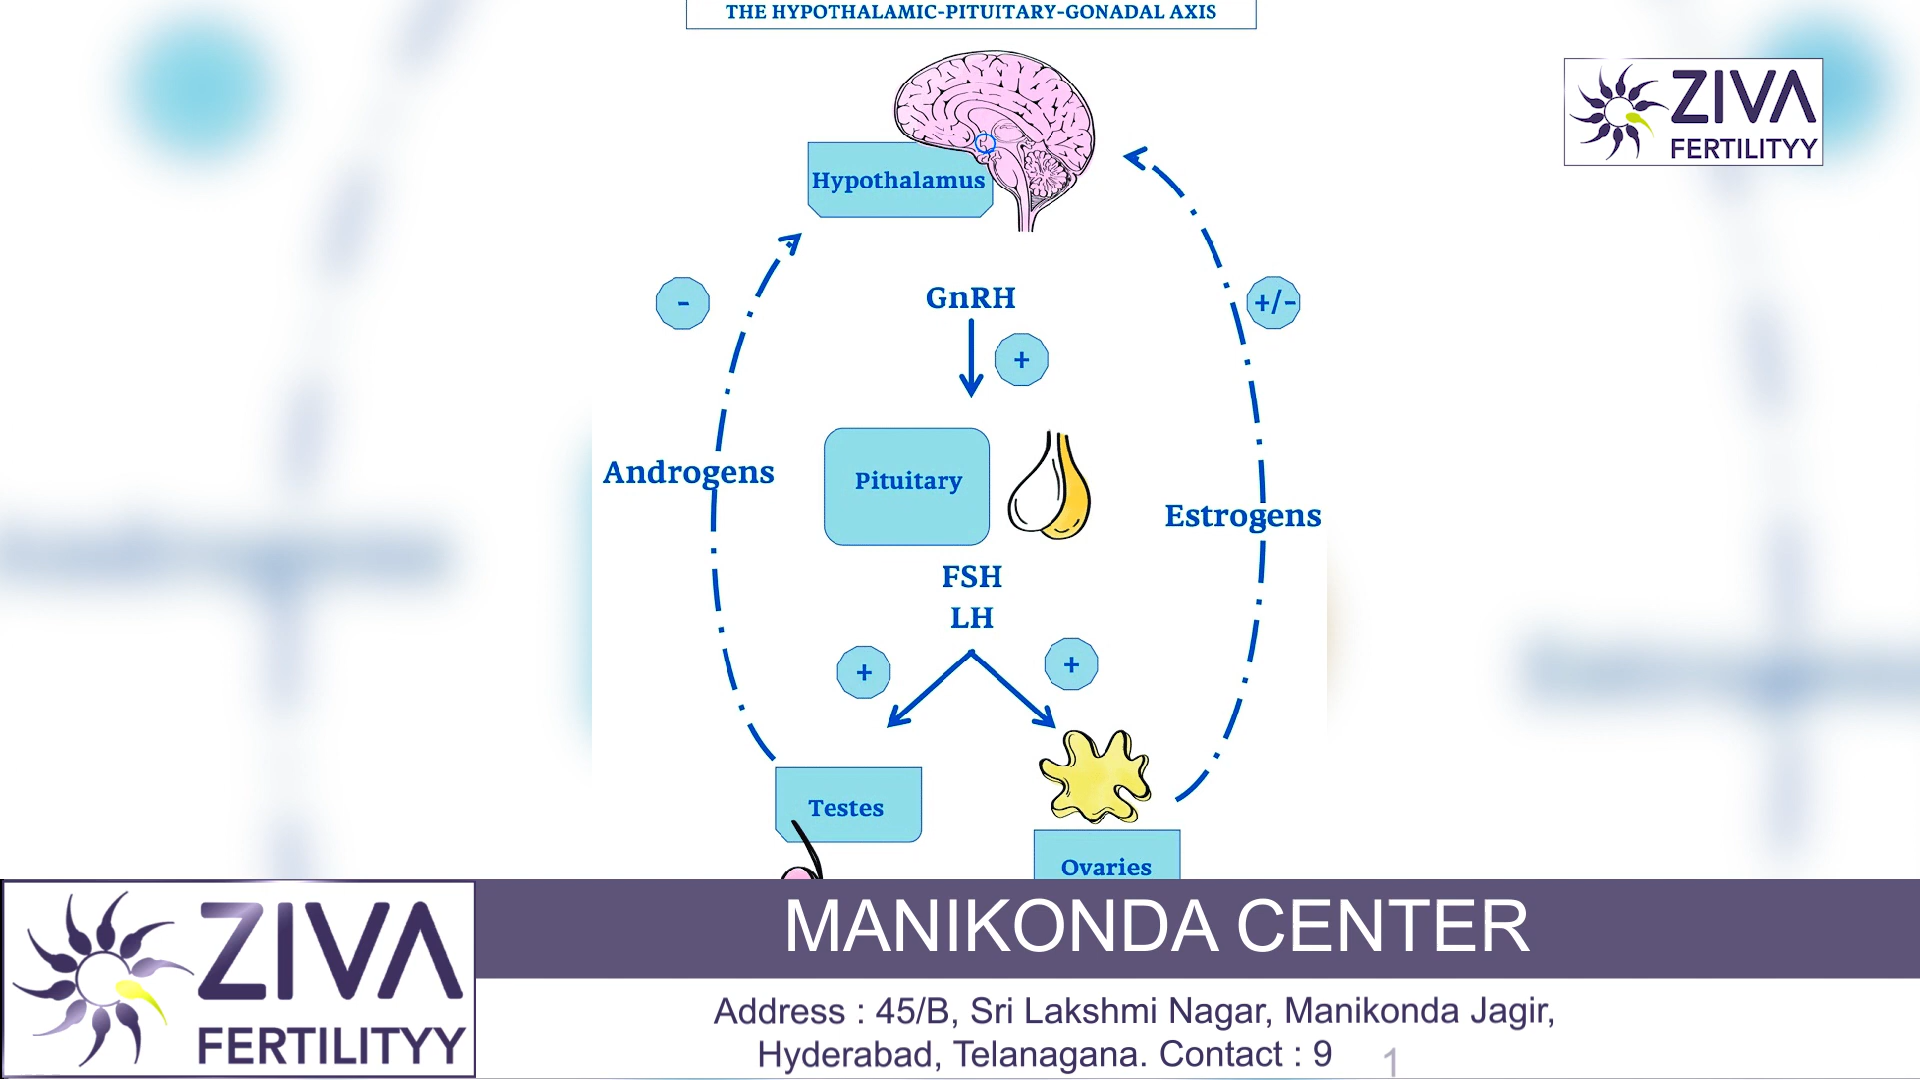 THE HYPOTHALAMIC-PITUITARY-GONADAL AXIS
ZIVA
FERTILITYY
Hypothalamus
-
+/-
GnRH
+
Androgens
Pituitary
Estrogens
FSH
LH
+
+
Testes
Ovaries
ZIVA
FERTILITYY
MANIKONDA CENTER
Address : 45/B, Sri Lakshmi Nagar, Manikonda Jagir,
Hyderabad, Telanagana. Contact : 9 1